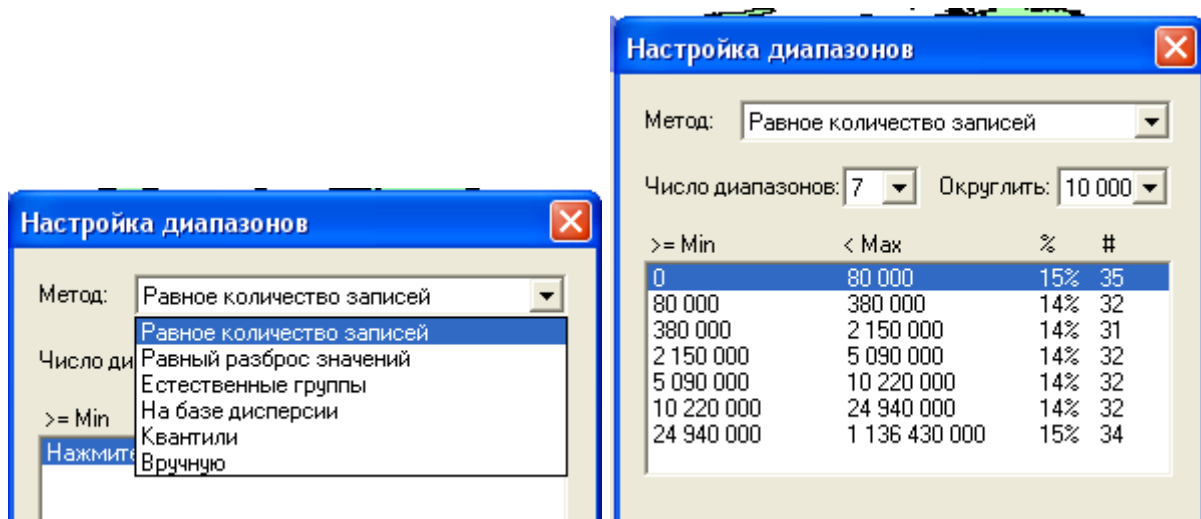 Настройка диапазонов
Метод: Равное количество записей
Равное количество записей
Равный разброс значений
Число ди
Естественные группы
На базе дисперсии
>= Min
Квантили
Нажмите
Вручную
Настройка диапазонов
Метод: Равное количество записей
Число диапазонов: 7 Округлить: 10 000
>= Min < Max % #
0 80 000 15% 35
80 000 380 000 14% 32
380 000 2 150 000 14% 31
2 150 000 5 090 000 14% 32
5 090 000 10 220 000 14% 32
10 220 000 24 940 000 14% 32
24 940 000 1 136 430 000 15% 34